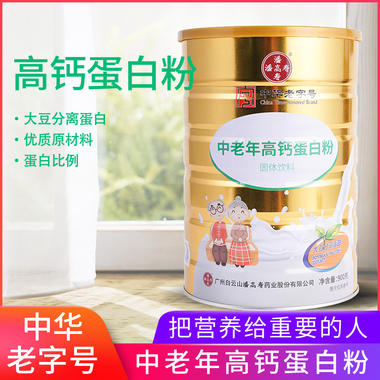 高钙蛋白粉
大豆分离蛋白
优质原材料
蛋白比例
潘高寿
中华老字号
China Time-honored Brand
中老年高钙蛋白粉
固体饮料
净含量:900克
广州白云山潘高寿药业股份有限公司
中华
老字号
把营养给重要的人
中老年高钙蛋白粉